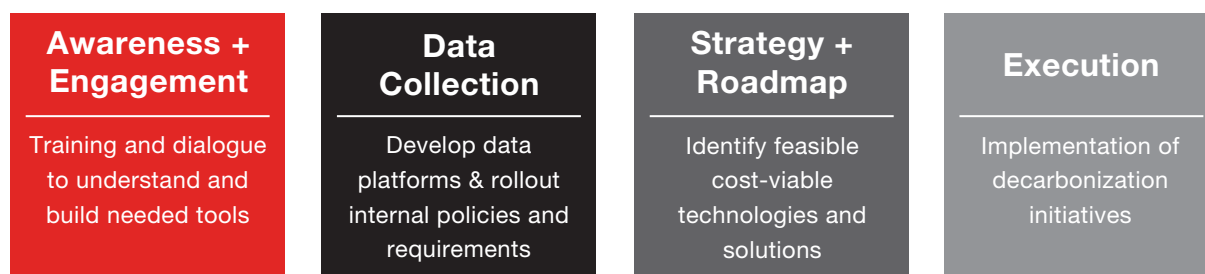 Awareness +
Engagement
Training and dialogue
to understand and
build needed tools
Data
Collection
Develop data
platforms & rollout
internal policies and
requirements
Strategy +
Roadmap
Identify feasible
cost-viable
technologies and
solutions
Execution
Implementation of
decarbonization
initiatives